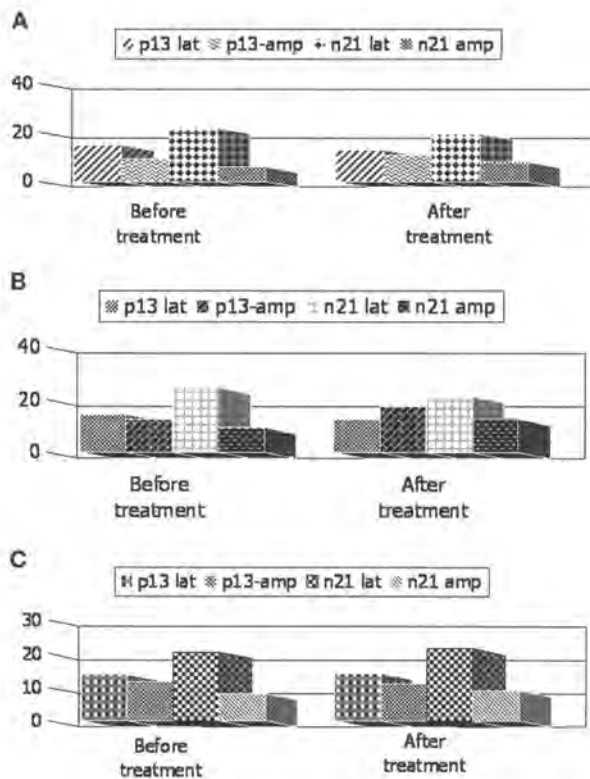 A
p13 lat p13-amp n21 lat n21 amp
40
20
0
Before treatment
After treatment
B
p13 lat p13-amp n21 lat n21 amp
40
20
0
Before treatment
After treatment
C
p13 lat p13-amp n21 lat n21 amp
30
20
10
0
Before treatment
After treatment